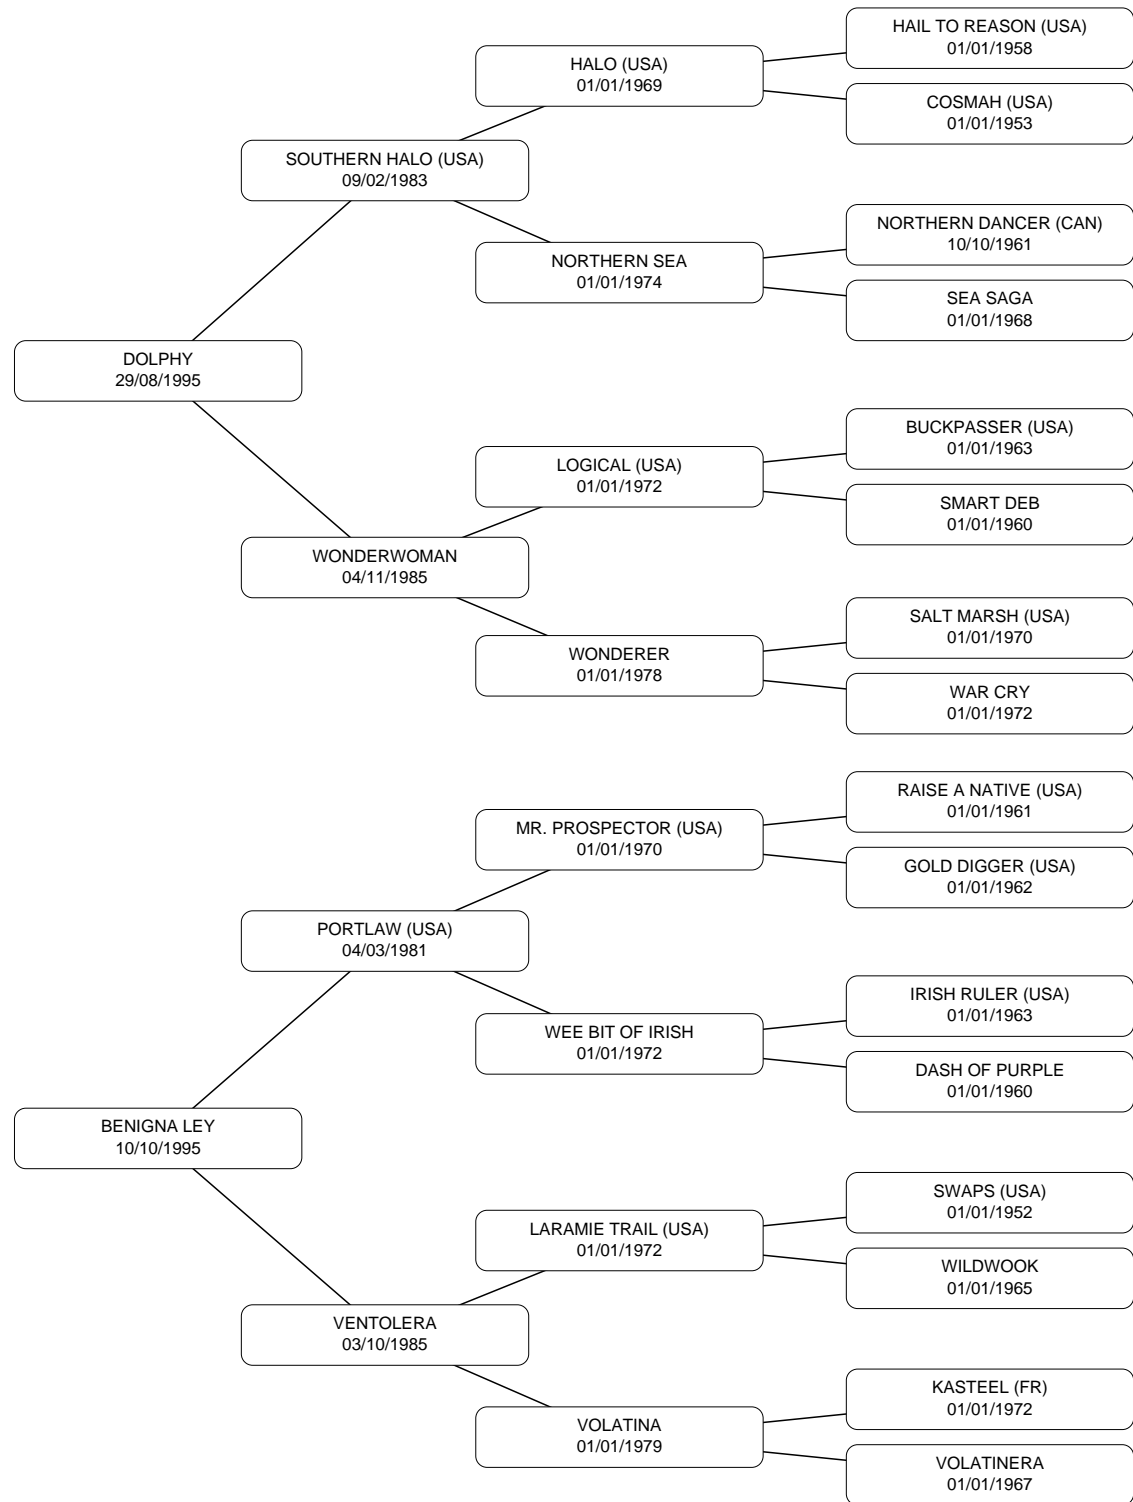 HAIL TO REASON (USA)
01/01/1958
HALO (USA)
01/01/1969
COSMAH (USA)
01/01/1953
SOUTHERN HALO (USA)
09/02/1983
NORTHERN DANCER (CAN)
10/10/1961
NORTHERN SEA
01/01/1974
SEA SAGA
01/01/1968
DOLPHY
29/08/1995
BUCKPASSER (USA)
01/01/1963
LOGICAL (USA)
01/01/1972
SMART DEB
01/01/1960
WONDERWOMAN
04/11/1985
SALT MARSH (USA)
01/01/1970
WONDERER
01/01/1978
WAR CRY
01/01/1972
RAISE A NATIVE (USA)
01/01/1961
MR. PROSPECTOR (USA)
01/01/1970
GOLD DIGGER (USA)
01/01/1962
PORTLAW (USA)
04/03/1981
IRISH RULER (USA)
01/01/1963
WEE BIT OF IRISH
01/01/1972
DASH OF PURPLE
01/01/1960
BENIGNA LEY
10/10/1995
SWAPS (USA)
01/01/1952
LARAMIE TRAIL (USA)
01/01/1972
WILDWOOK
01/01/1965
VENTOLERA
03/10/1985
KASTEEL (FR)
01/01/1972
VOLATINA
01/01/1979
VOLATINERA
01/01/1967